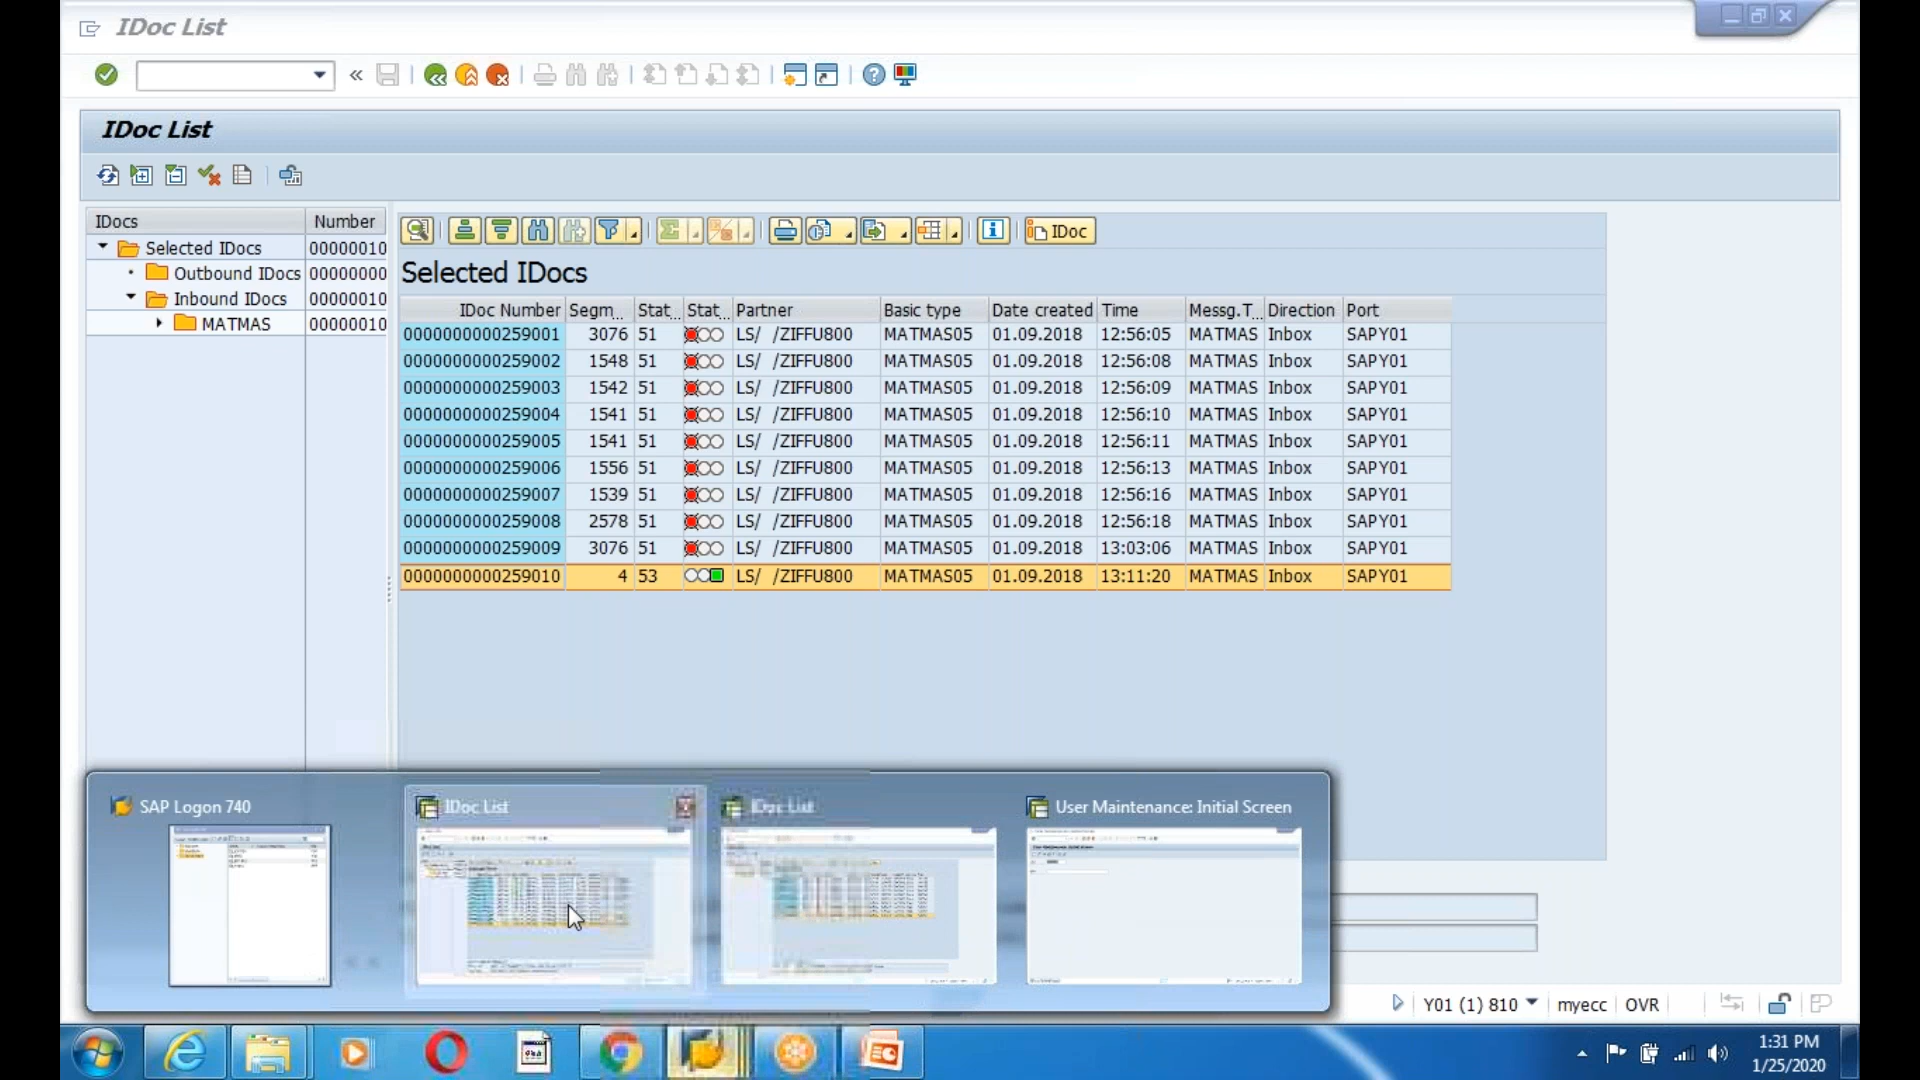 IDoc List
IDoc List
IDocs Number
Selected IDocs 00000010
Outbound IDocs 00000000
Inbound IDocs 00000010
MATMAS 00000010
IDoc
Selected IDocs
IDoc Number Segm... Stat... Stat... Partner Basic type Date created Time Messg.T... Direction Port
0000000000259001 3076 51 LS/ /ZIFFU800 MATMAS05 01.09.2018 12:56:05 MATMAS Inbox SAPY01
0000000000259002 1548 51 LS/ /ZIFFU800 MATMAS05 01.09.2018 12:56:08 MATMAS Inbox SAPY01
0000000000259003 1542 51 LS/ /ZIFFU800 MATMAS05 01.09.2018 12:56:09 MATMAS Inbox SAPY01
0000000000259004 1541 51 LS/ /ZIFFU800 MATMAS05 01.09.2018 12:56:10 MATMAS Inbox SAPY01
0000000000259005 1541 51 LS/ /ZIFFU800 MATMAS05 01.09.2018 12:56:11 MATMAS Inbox SAPY01
0000000000259006 1556 51 LS/ /ZIFFU800 MATMAS05 01.09.2018 12:56:13 MATMAS Inbox SAPY01
0000000000259007 1539 51 LS/ /ZIFFU800 MATMAS05 01.09.2018 12:56:16 MATMAS Inbox SAPY01
0000000000259008 2578 51 LS/ /ZIFFU800 MATMAS05 01.09.2018 12:56:18 MATMAS Inbox SAPY01
0000000000259009 3076 51 LS/ /ZIFFU800 MATMAS05 01.09.2018 13:03:06 MATMAS Inbox SAPY01
0000000000259010 4 53 LS/ /ZIFFU800 MATMAS05 01.09.2018 13:11:20 MATMAS Inbox SAPY01
SAP Logon 740 IDoc List IDoc List User Maintenance: Initial Screen
Y01 (1) 810 myecc OVR
1:31 PM
1/25/2020